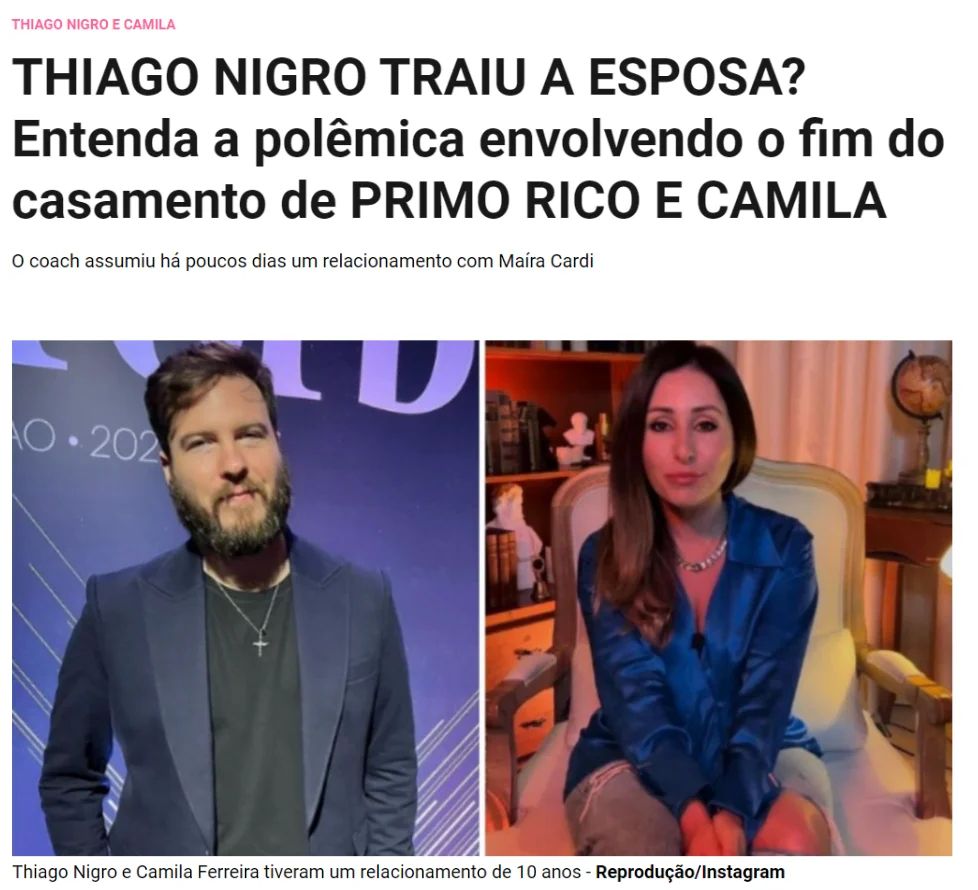 THIAGO NIGRO E CAMILA
THIAGO NIGRO TRAIU A ESPOSA?
Entenda a polêmica envolvendo o fim do
casamento de PRIMO RICO E CAMILA
O coach assumiu há poucos dias um relacionamento com Maíra Cardi
ÃO • 202
Thiago Nigro e Camila Ferreira tiveram um relacionamento de 10 anos - Reprodução/Instagram